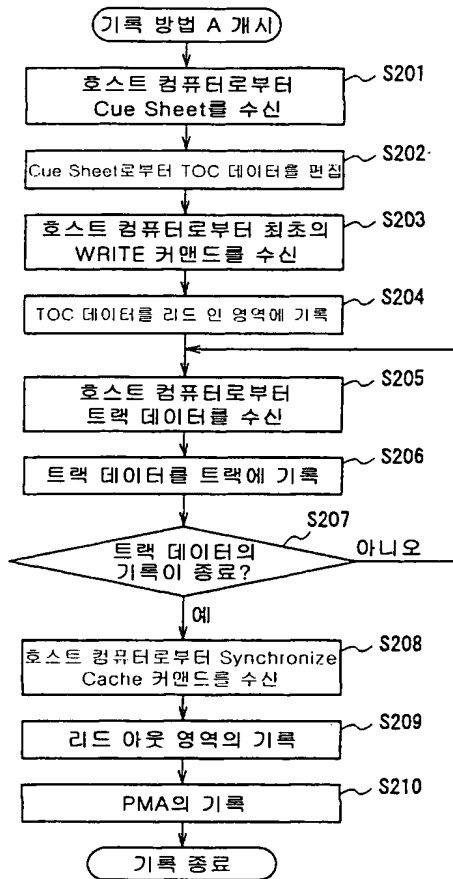 기록 방법 A 개시
S201
호스트 컴퓨터로부터
Cue Sheet를 수신
S202
Cue Sheet로부터 TOC 데이터를 편집
S203
호스트 컴퓨터로부터 최초의
WRITE 커맨드를 수신
S204
TOC 데이터를 리드 인 영역에 기록
S205
호스트 컴퓨터로부터
트랙 데이터를 수신
S206
트랙 데이터를 트랙에 기록
S207
트랙 데이터의
기록이 종료?
아니오
예
S208
호스트 컴퓨터로부터 Synchronize
Cache 커맨드를 수신
S209
리드 아웃 영역의 기록
S210
PMA의 기록
기록 종료